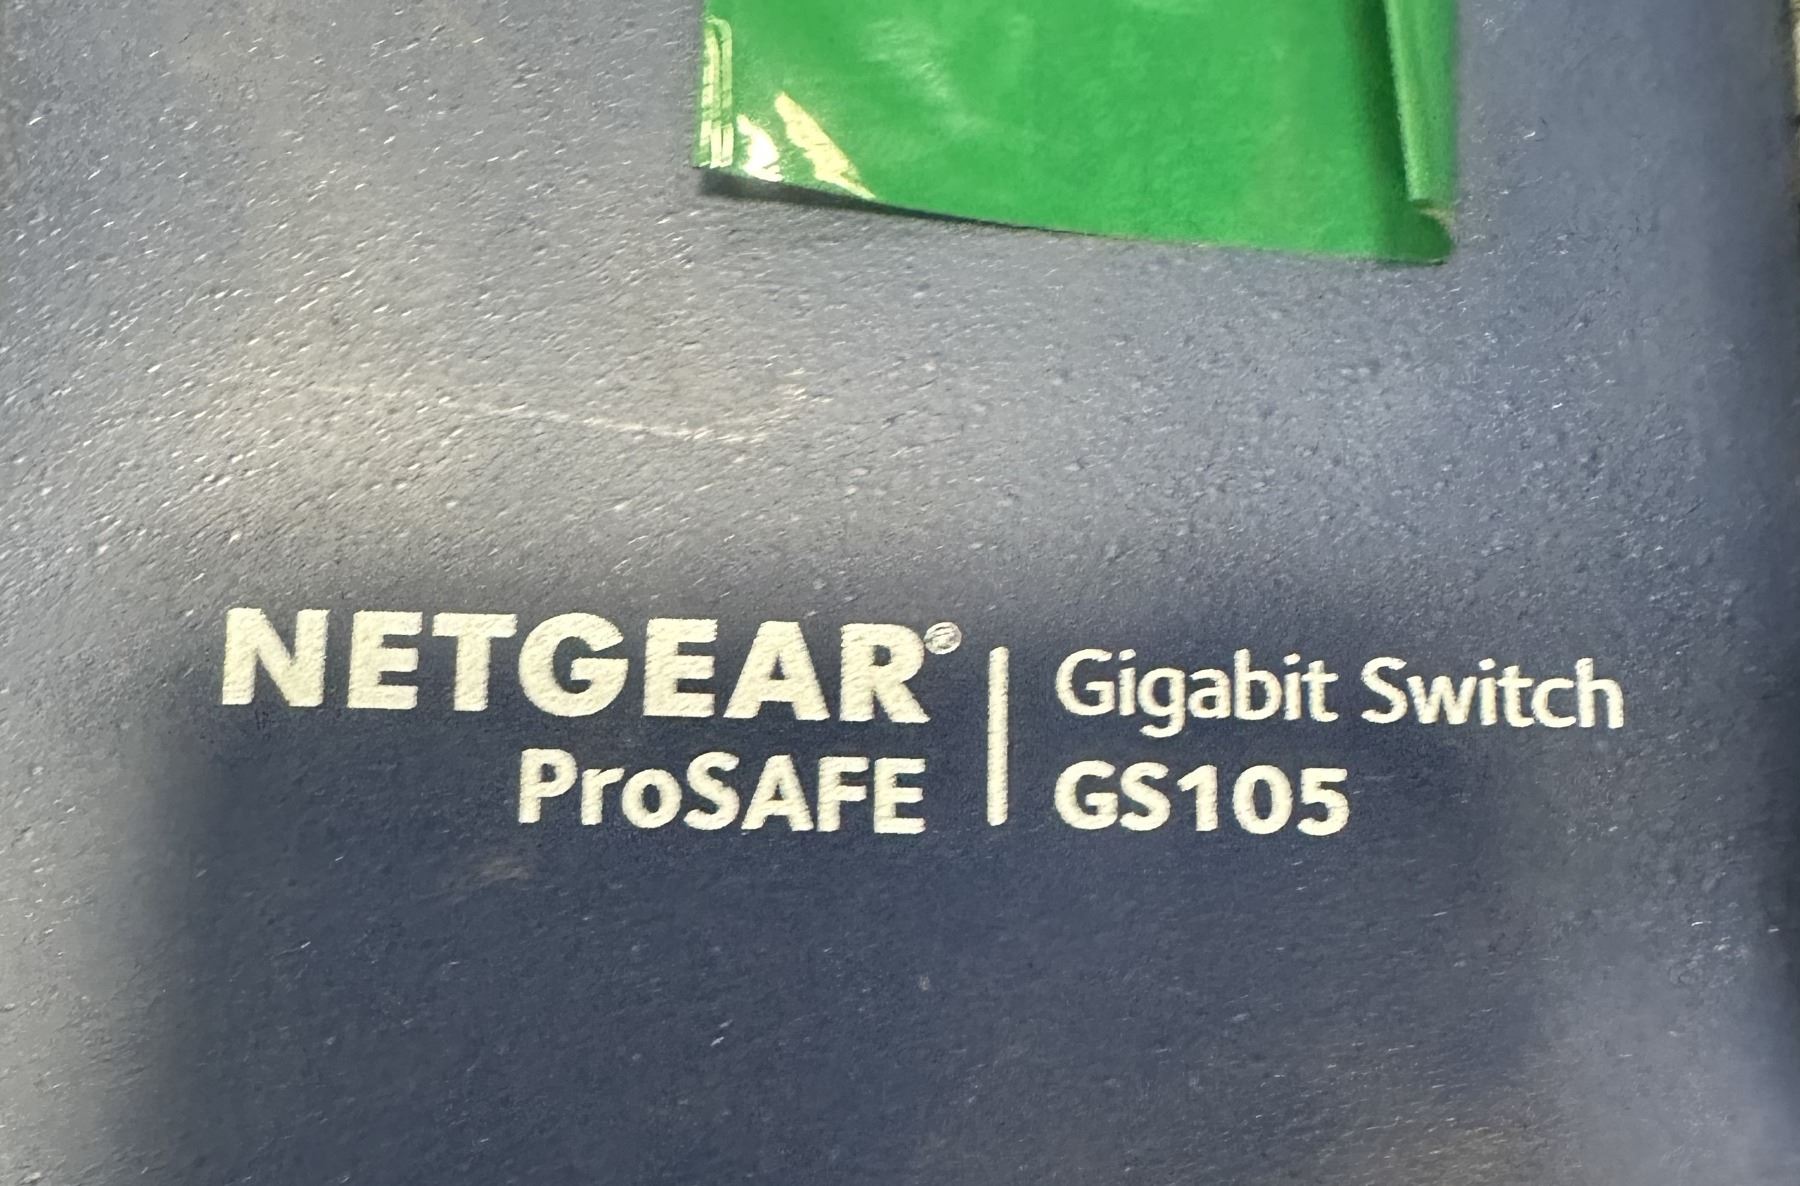 NETGEAR® | Gigabit Switch
ProSAFE | GS105